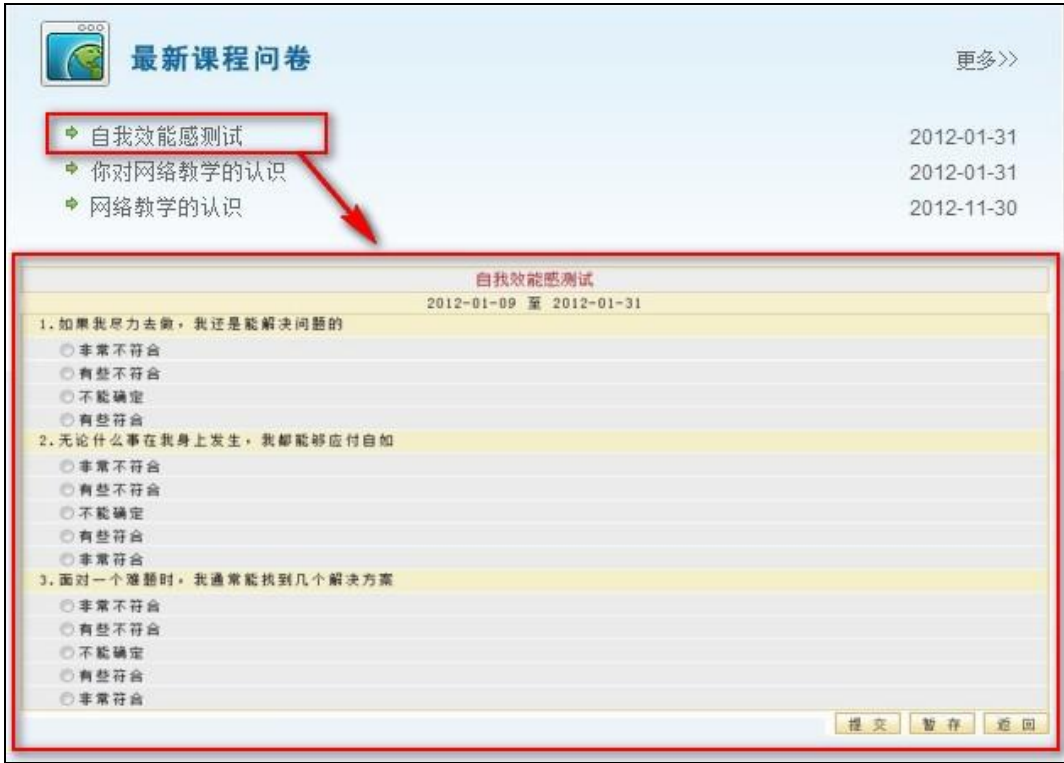 最新课程问卷
更多>>
自我效能感测试 2012-01-31
你对网络教学的认识 2012-01-31
网络教学的认识 2012-11-30
自我效能感测试
2012-01-09 至 2012-01-31
1.如果我尽力去做，我还是能解决问题的
非常不符合
有些不符合
不能确定
有些符合
2.无论什么事在我身上发生，我都能够应付自如
非常不符合
有些不符合
不能确定
有些符合
非常符合
3.面对一个难题时，我通常能找到几个解决方案
非常不符合
有些不符合
不能确定
有些符合
非常符合
提 交 暂 存 返 回